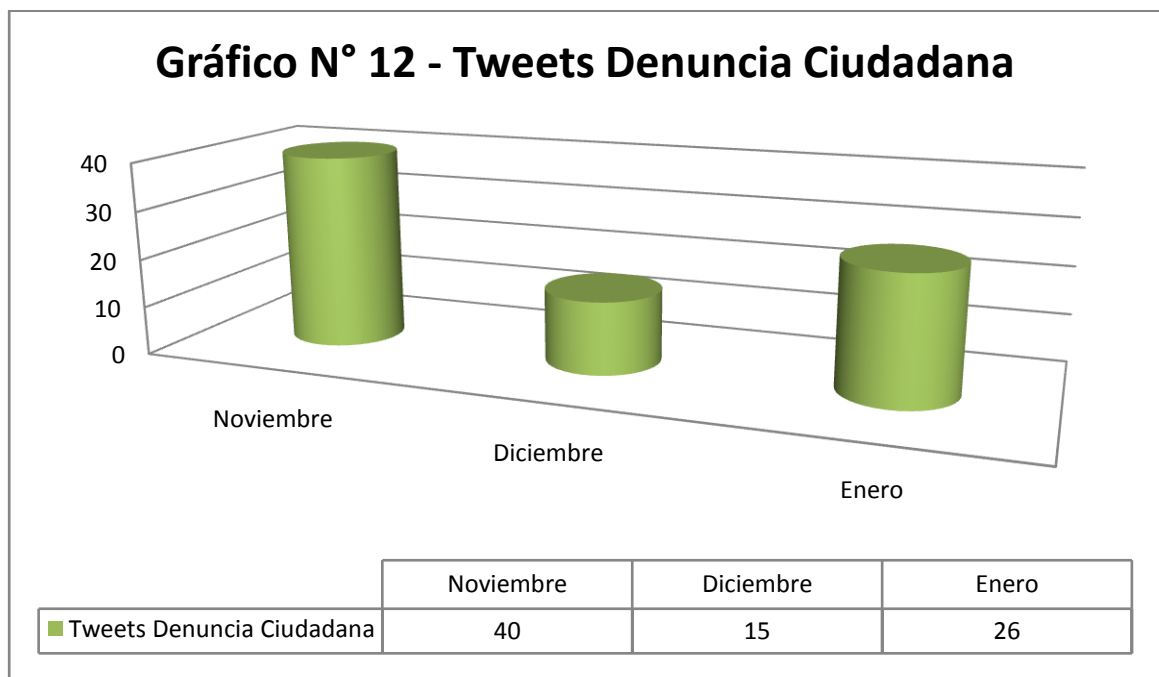 Gráfico N° 12 - Tweets Denuncia Ciudadana
40
30
20
10
0
Noviembre
Diciembre
Enero
Noviembre Diciembre Enero
Tweets Denuncia Ciudadana 40 15 26